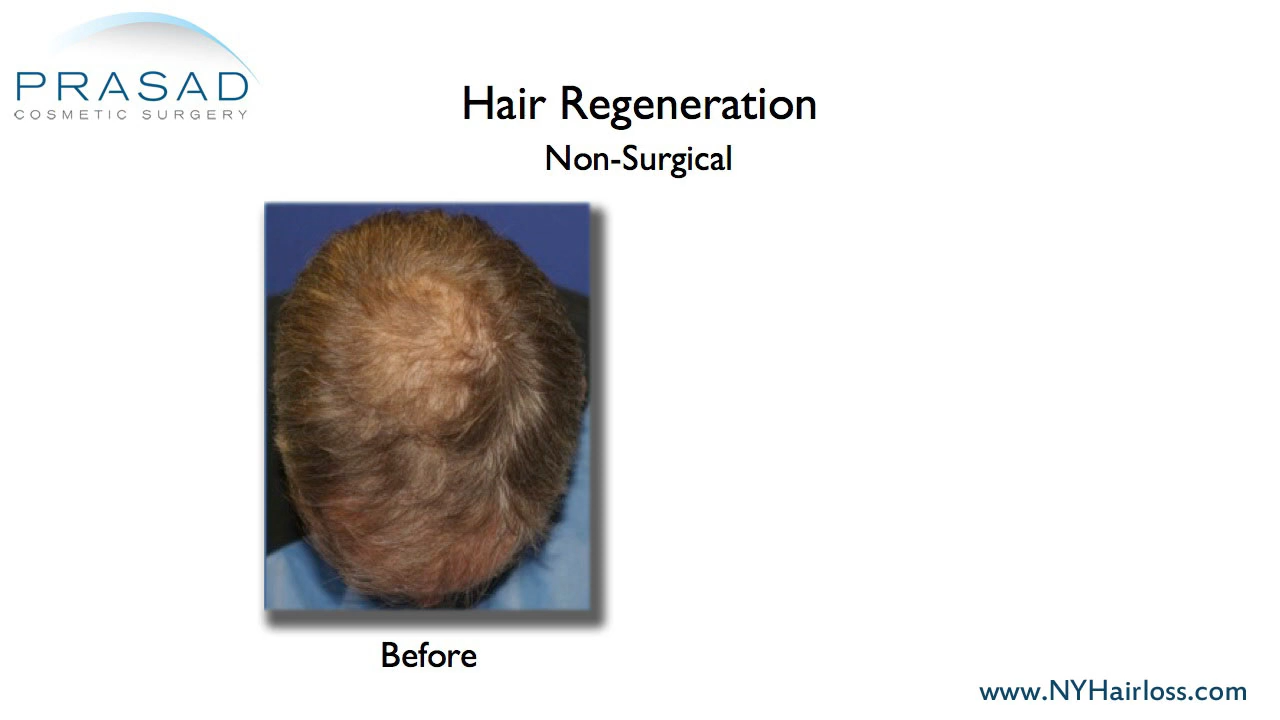 PRASAD
COSMETIC SURGERY
Hair Regeneration
Non-Surgical
Before
www.NYHairloss.com